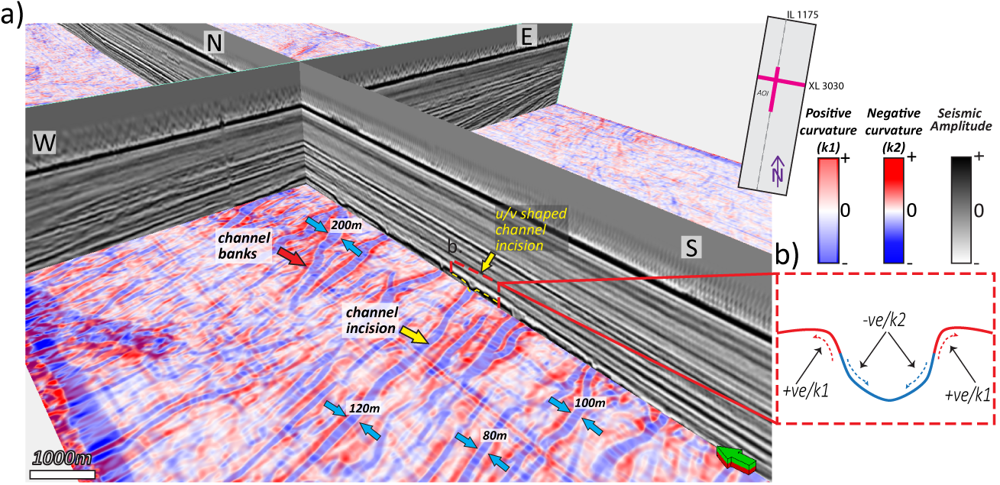 a)
N
E
W
S
IL 1175
XL 3030
AOI
N
Positive
curvature
(k1)
Negative
curvature
(k2)
Seismic
Amplitude
+
0
-
+
0
-
+
0
-
u/v shaped
channel
incision
b.
channel
banks
200m
channel
incision
120m
80m
100m
1000m
b)
-ve/k2
+ve/k1
+ve/k1